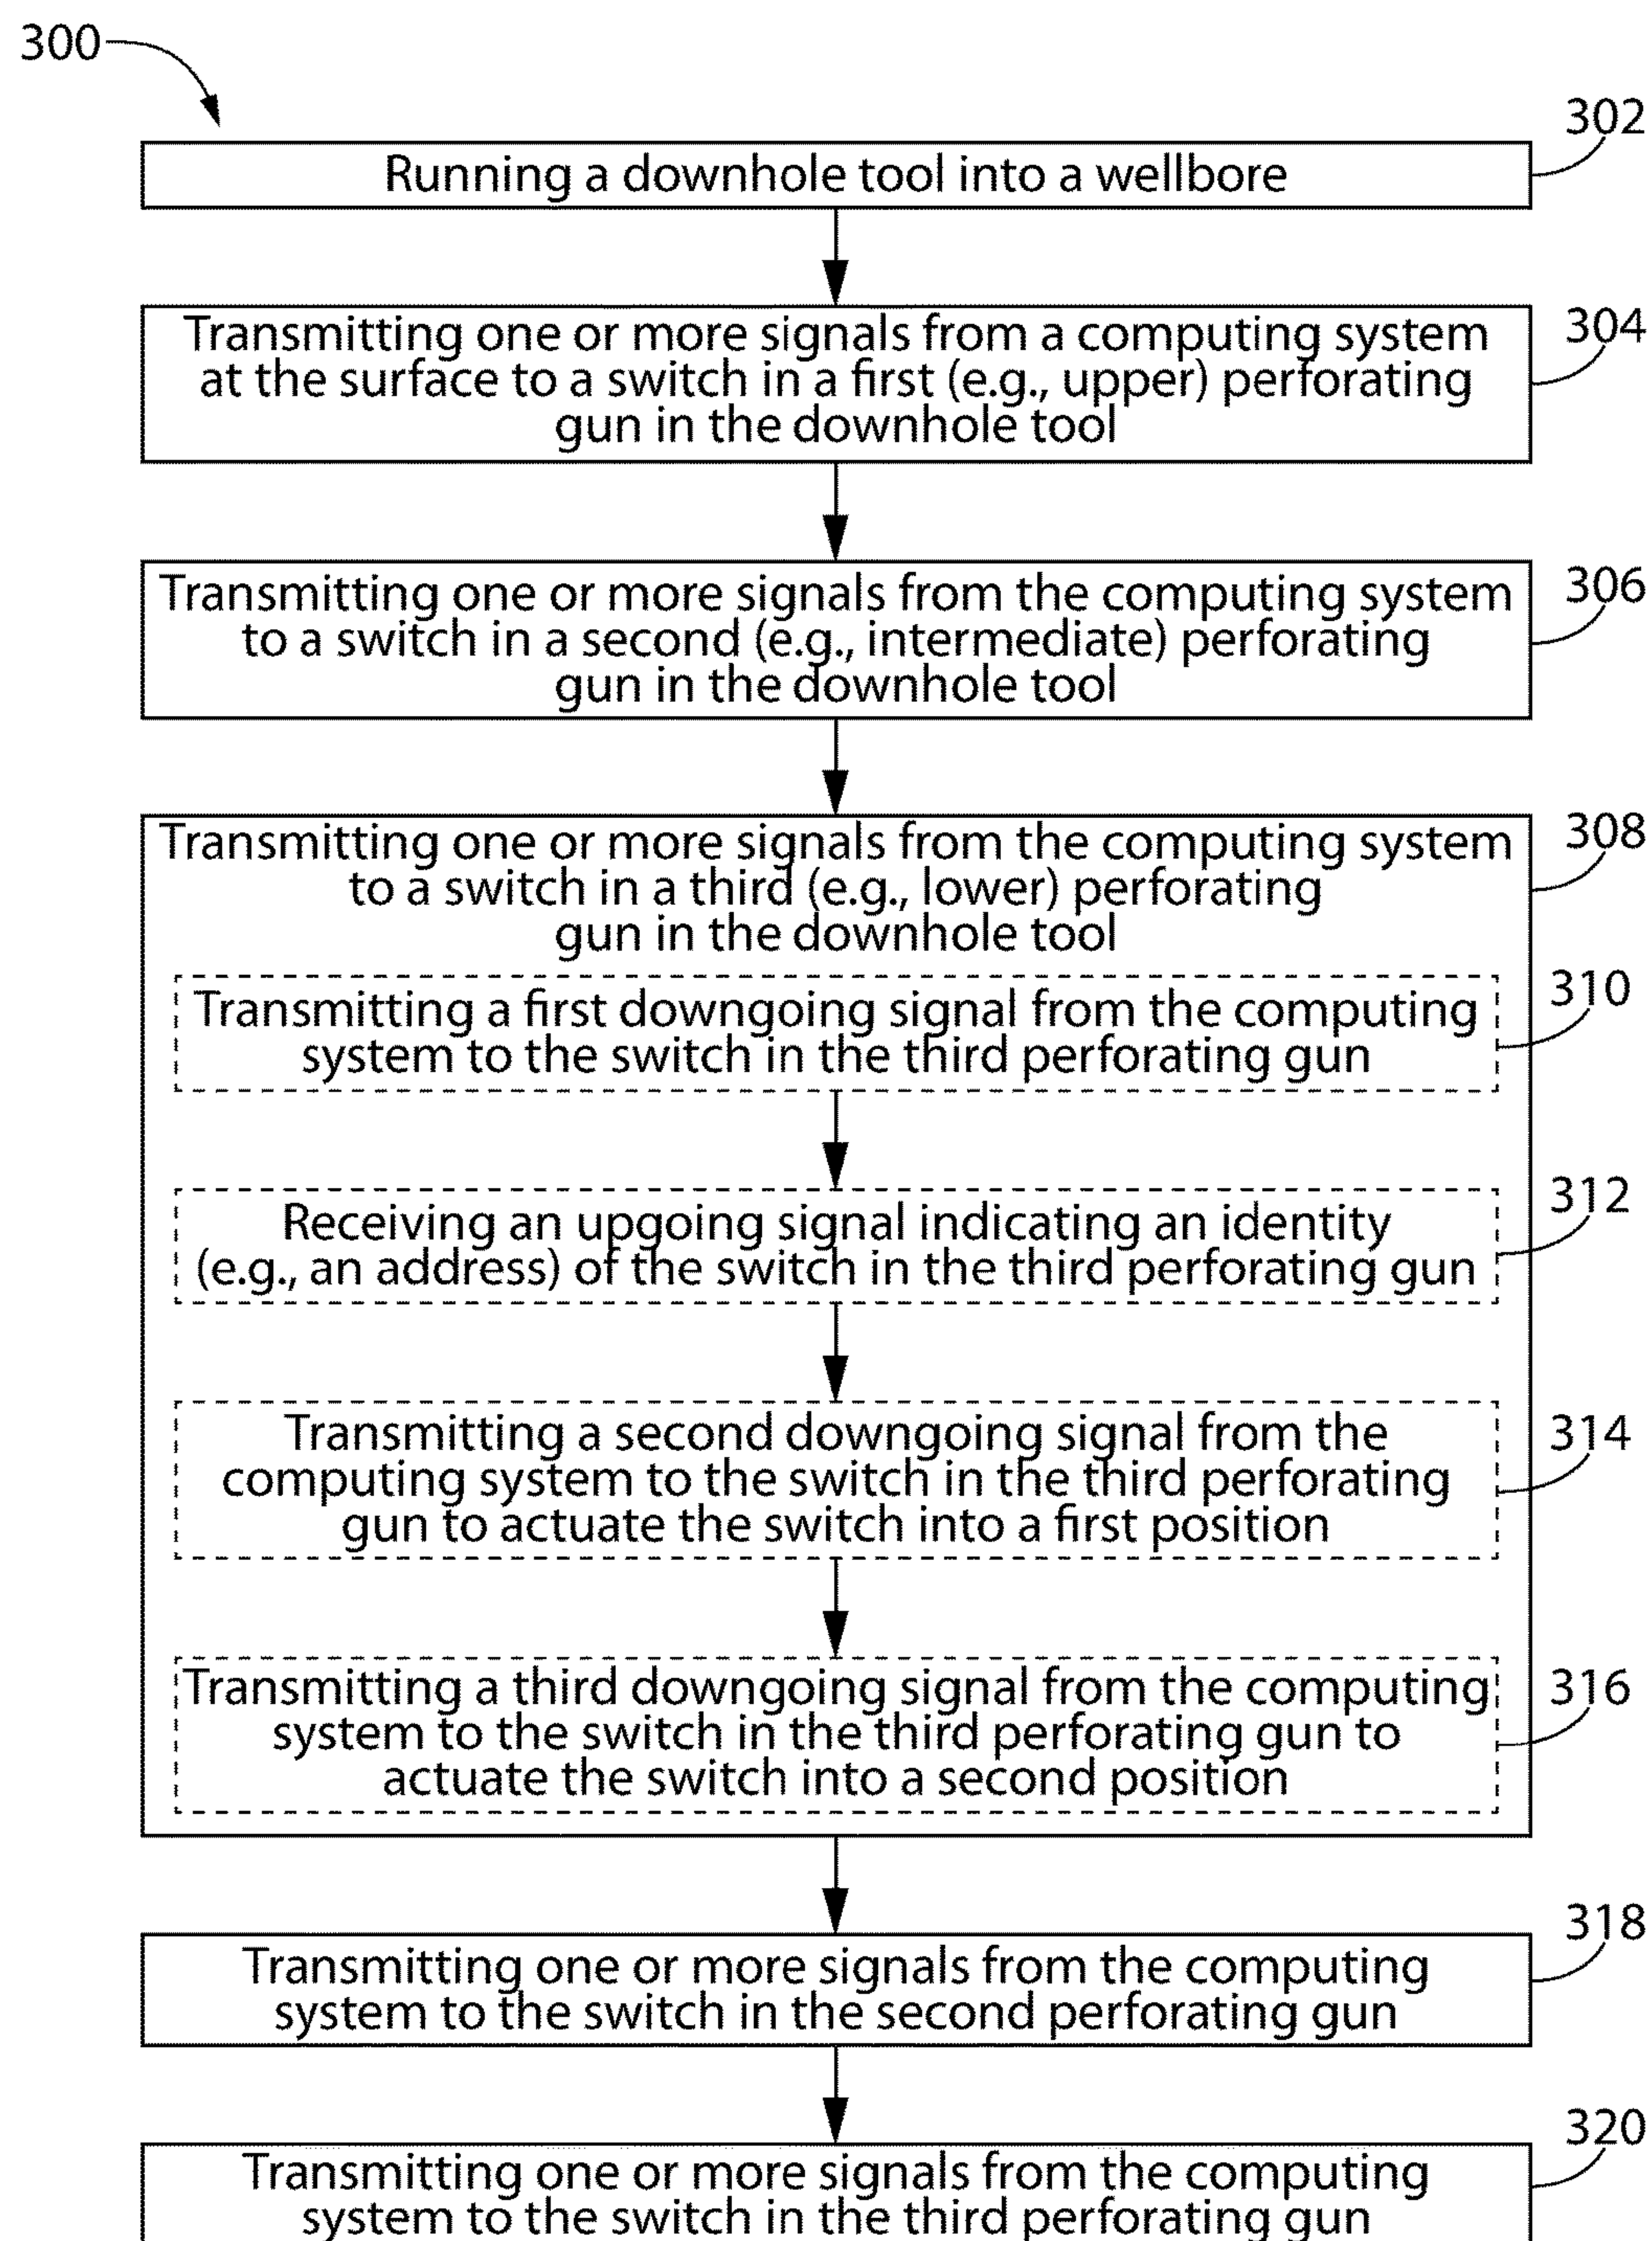 300
302
Running a downhole tool into a wellbore
304
Transmitting one or more signals from a computing system
at the surface to a switch in a first (e.g., upper) perforating
gun in the downhole tool
306
Transmitting one or more signals from the computing system
to a switch in a second (e.g., intermediate) perforating
gun in the downhole tool
308
Transmitting one or more signals from the computing system
to a switch in a third (e.g., lower) perforating
gun in the downhole tool
310
Transmitting a first downgoing signal from the computing
system to the switch in the third perforating gun
312
Receiving an upgoing signal indicating an identity
(e.g., an address) of the switch in the third perforating gun
314
Transmitting a second downgoing signal from the
computing system to the switch in the third perforating
gun to actuate the switch into a first position
316
Transmitting a third downgoing signal from the computing
system to the switch in the third perforating gun to
actuate the switch into a second position
318
Transmitting one or more signals from the computing
system to the switch in the second perforating gun
320
Transmitting one or more signals from the computing
system to the switch in the third perforating gun